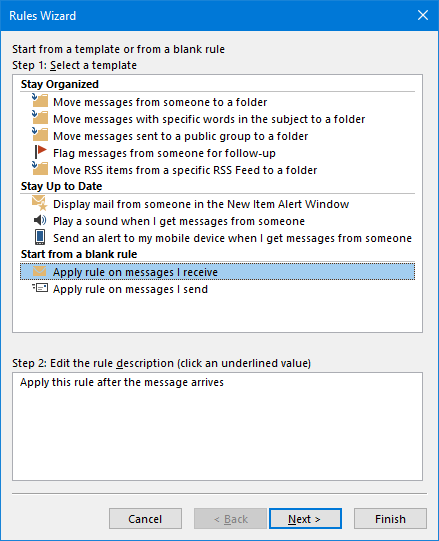 Rules Wizard
Start from a template or from a blank rule
Step 1: Select a template
Stay Organized
Move messages from someone to a folder
Move messages with specific words in the subject to a folder
Move messages sent to a public group to a folder
Flag messages from someone for follow-up
Move RSS items from a specific RSS Feed to a folder
Stay Up to Date
Display mail from someone in the New Item Alert Window
Play a sound when I get messages from someone
Send an alert to my mobile device when I get messages from someone
Start from a blank rule
Apply rule on messages I receive
Apply rule on messages I send
Step 2: Edit the rule description (click an underlined value)
Apply this rule after the message arrives
Cancel < Back Next > Finish